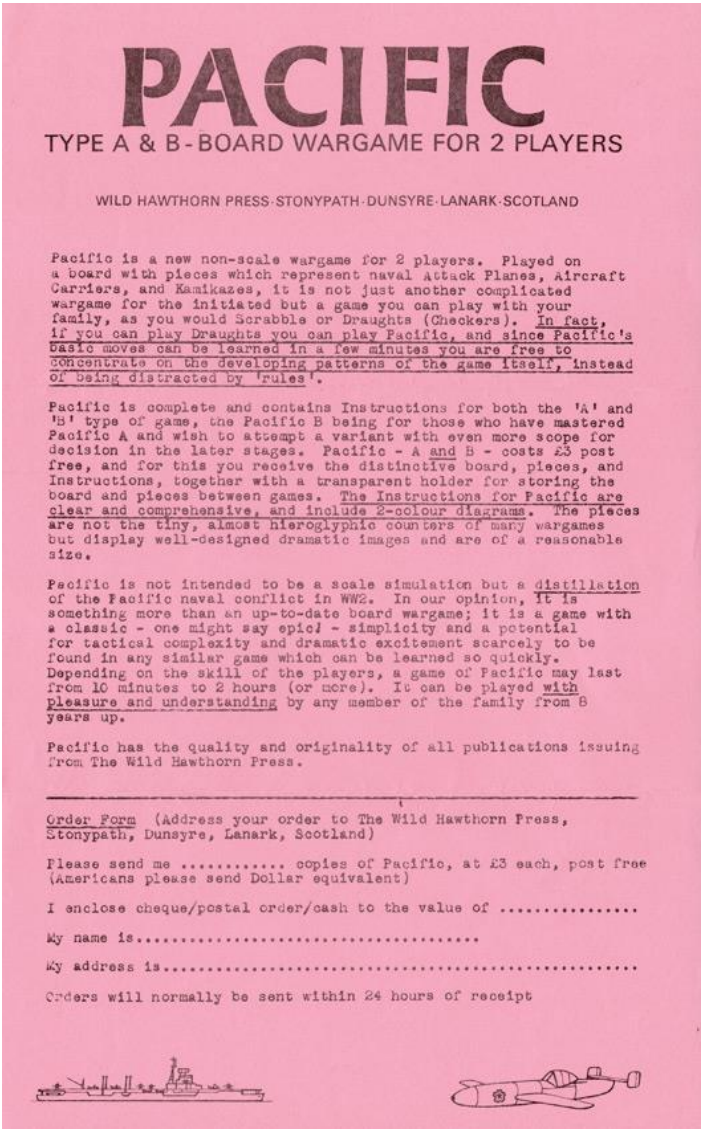 PACIFIC
TYPE A & B-BOARD WARGAME FOR 2 PLAYERS
WILD HAWTHORN PRESS·STONYPATH·DUNSYRE·LANARK·SCOTLAND
Pacific is a new non-scale wargame for 2 players. Played on
a board with pieces which represent naval Attack Planes, Aircraft
Carriers, and Kamikazes, it is not just another complicated
wargame for the initiated but a game you can play with your
family, as you would Scrabble or Draughts (Checkers). In fact,
if you can play Draughts you can play Pacific, and since Pacific's
basic moves can be learned in a few minutes you are free to
concentrate on the developing patterns of the game itself, instead
of being distracted by 'rules'.
Pacific is complete and contains Instructions for both the 'A' and
'B' type of game, the Pacific B being for those who have mastered
Pacific A and wish to attempt a variant with even more scope for
decision in the later stages. Pacific - A and B - costs £3 post
free, and for this you receive the distinctive board, pieces, and
Instructions, together with a transparent holder for storing the
board and pieces between games. The Instructions for Pacific are
clear and comprehensive, and include 2-colour diagrams. The pieces
are not the tiny, almost hieroglyphic counters of many wargames
but display well-designed dramatic images and are of a reasonable
size.
Pacific is not intended to be a scale simulation but a distillation
of the Pacific naval conflict in WW2. In our opinion, it is
something more than an up-to-date board wargame; it is a game with
a classic - one might say epic! - simplicity and a potential
for tactical complexity and dramatic excitement scarcely to be
found in any similar game which can be learned so quickly.
Depending on the skill of the players, a game of Pacific may last
from 10 minutes to 2 hours (or more). It can be played with
pleasure and understanding by any member of the family from 8
years up.
Pacific has the quality and originality of all publications issuing
from The Wild Hawthorn Press.
Order Form (Address your order to The Wild Hawthorn Press,
Stonypath, Dunsyre, Lanark, Scotland)
Please send me ............ copies of Pacific, at £3 each, post free
(Americans please send Dollar equivalent)
I enclose cheque/postal order/cash to the value of ................
My name is.......................................
My address is......................................................
Orders will normally be sent within 24 hours of receipt